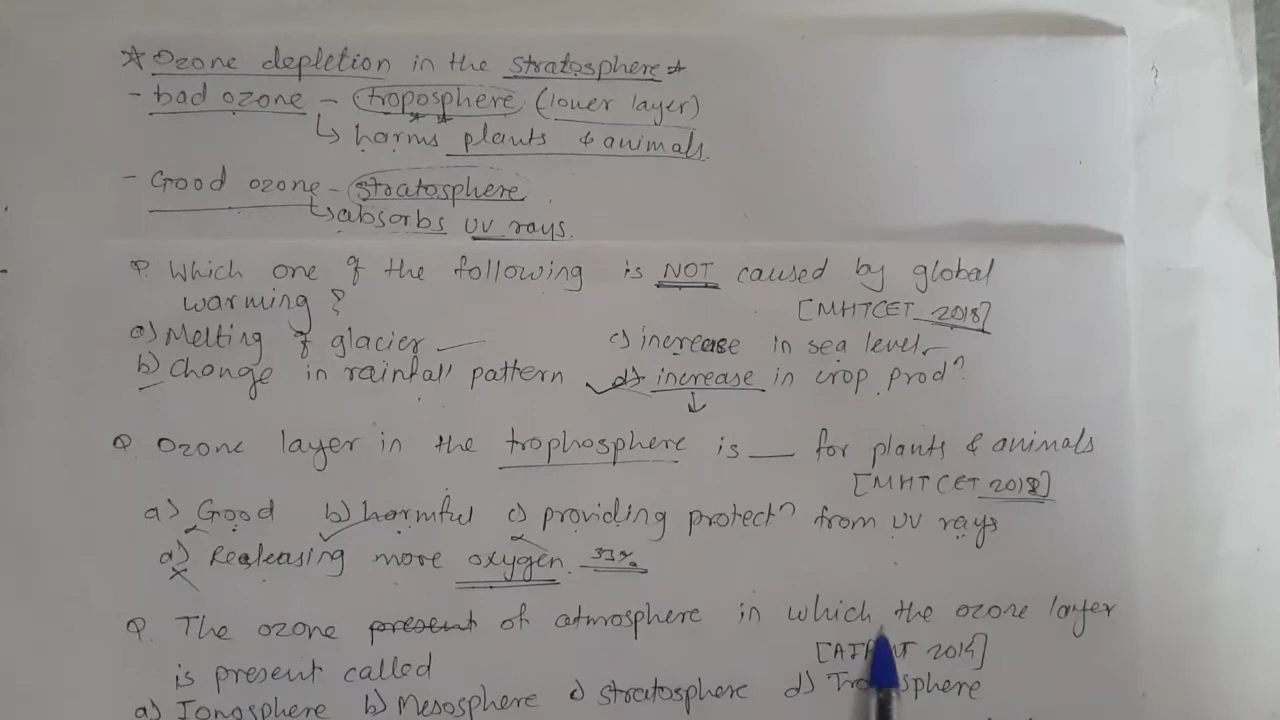 ☆ Ozone depletion in the stratosphere ☆
- bad ozone - troposphere (lower layer)
↳ harms plants & animals.
- Good ozone - stratosphere
↳ absorbs UV rays.
Q. Which one of the following is NOT caused by global
warming?
[MHTCET 2018]
a) Melting of glacier c) increase in sea level
b) Change in rainfall pattern d) increase in crop prodn
Q. Ozone layer in the trophosphere is ___ for plants & animals
[MHTCET 2018]
a) Good b) harmful c) providing protectn from UV rays
d) Realeasing more oxygen. 33%
Q. The ozone present of atmosphere in which the ozone layer
is present called
a) Ionosphere b) Mesosphere c) stratosphere d)